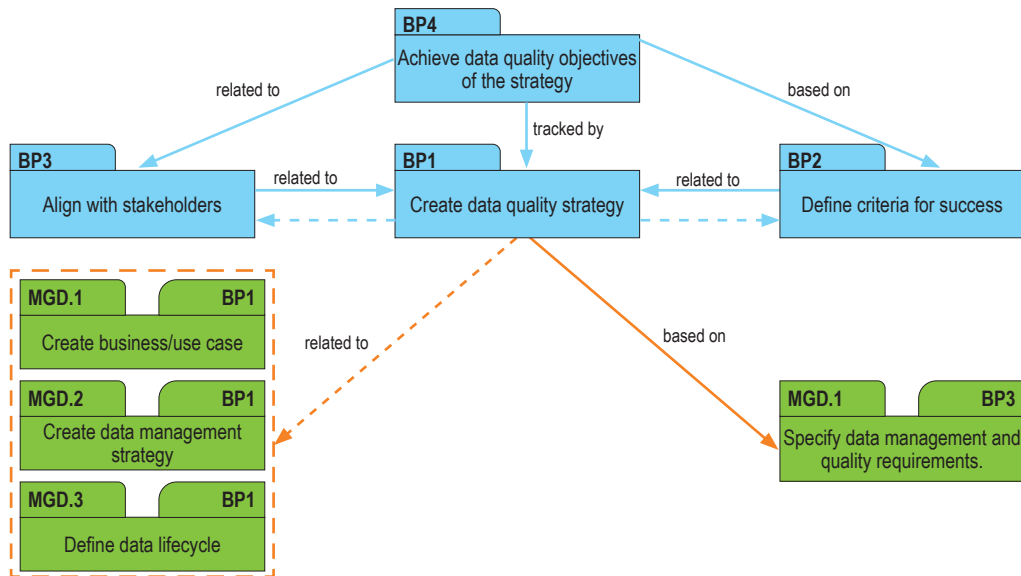 BP4
Achieve data quality objectives
of the strategy
related to
based on
tracked by
BP3
Align with stakeholders
related to
BP1
Create data quality strategy
related to
BP2
Define criteria for success
MGD.1
BP1
Create business/use case
related to
based on
MGD.2
BP1
Create data management
strategy
MGD.1
BP3
Specify data management and
quality requirements.
MGD.3
BP1
Define data lifecycle